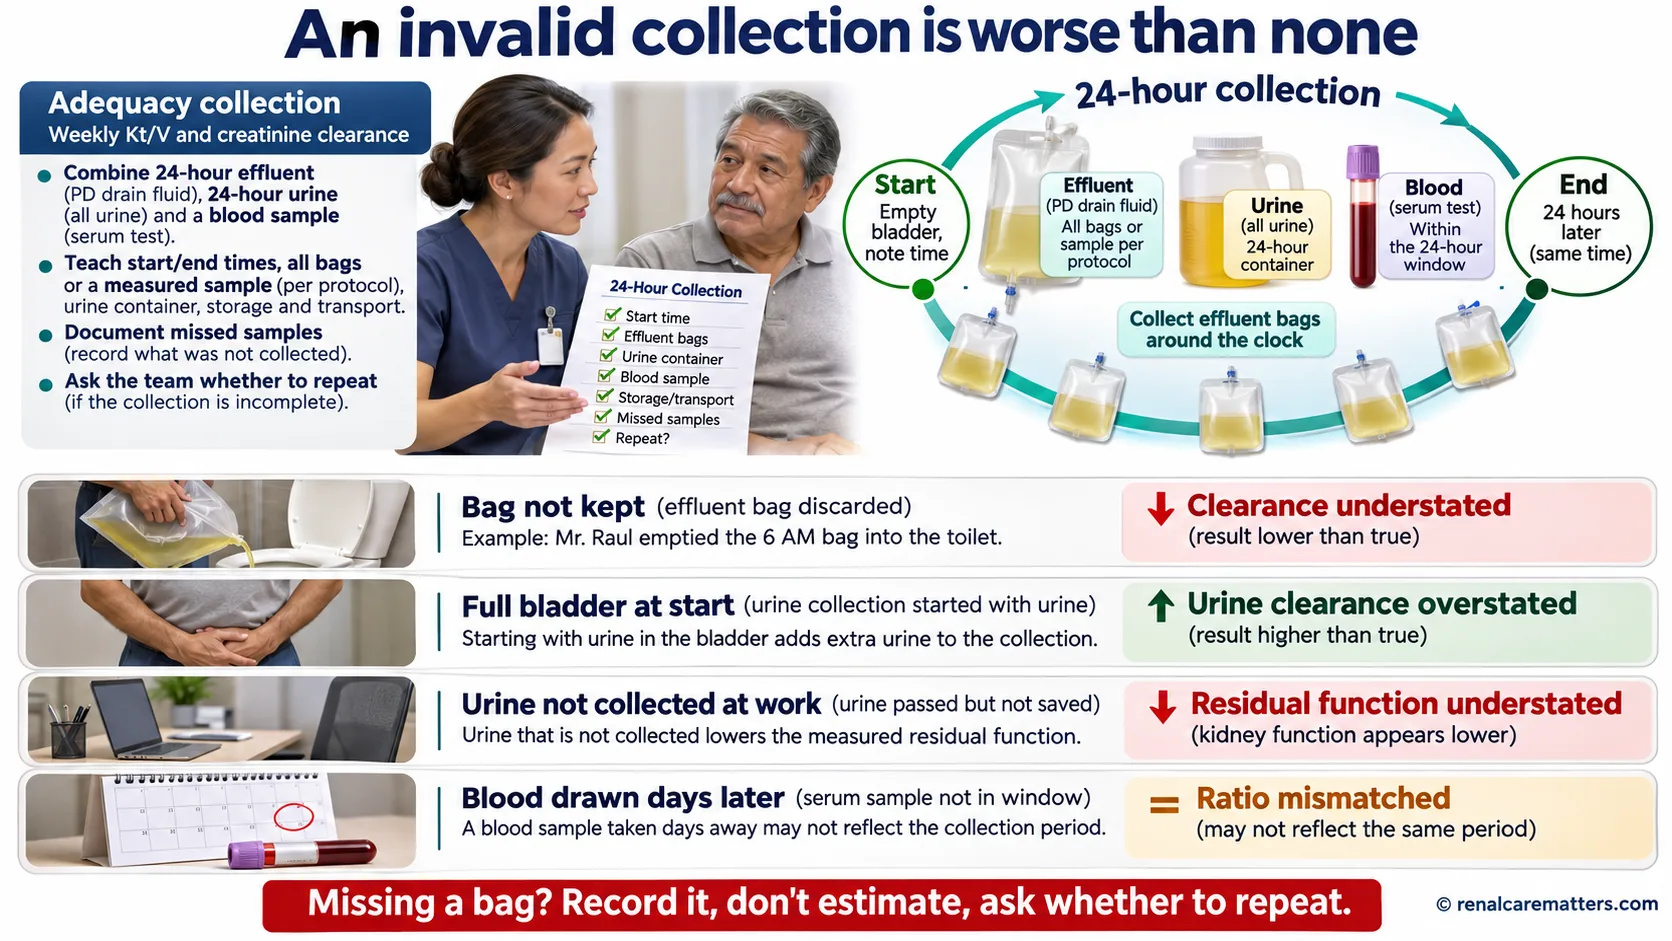 An invalid collection is worse than none
Adequacy collection
Weekly Kt/V and creatinine clearance
Combine 24-hour effluent
(PD drain fluid), 24-hour urine
(all urine) and a blood sample
(serum test).
Teach start/end times, all bags
or a measured sample (per protocol),
urine container, storage and transport.
Document missed samples
(record what was not collected).
Ask the team whether to repeat
(if the collection is incomplete).
24-Hour Collection
Start time
Effluent bags
Urine container
Blood sample
Storage/transport
Missed samples
Repeat?
24-hour collection
Start
Empty
bladder,
note time
Effluent
(PD drain fluid)
All bags or
sample per
protocol
Urine
(all urine)
24-hour
container
Blood
(serum test)
Within
the 24-hour
window
End
24 hours
later
(same time)
Collect effluent bags
around the clock
Bag not kept (effluent bag discarded)
Example: Mr. Raul emptied the 6 AM bag into the toilet.
Clearance understated
(result lower than true)
Full bladder at start (urine collection started with urine)
Starting with urine in the bladder adds extra urine to the collection.
Urine clearance overstated
(result higher than true)
Urine not collected at work (urine passed but not saved)
Urine that is not collected lowers the measured residual function.
Residual function understated
(kidney function appears lower)
Blood drawn days later (serum sample not in window)
A blood sample taken days away may not reflect the collection period.
= Ratio mismatched
(may not reflect the same period)
Missing a bag? Record it, don't estimate, ask whether to repeat.
© renalcarematters.com